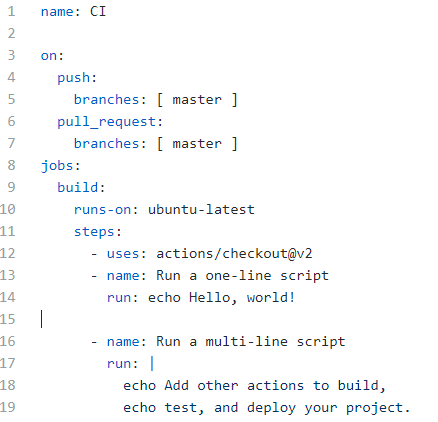 1 name: CI
2
3 on:
4   push:
5     branches: [ master ]
6   pull_request:
7     branches: [ master ]
8 jobs:
9   build:
10     runs-on: ubuntu-latest
11     steps:
12       - uses: actions/checkout@v2
13       - name: Run a one-line script
14         run: echo Hello, world!
15
16       - name: Run a multi-line script
17         run: |
18           echo Add other actions to build,
19           echo test, and deploy your project.